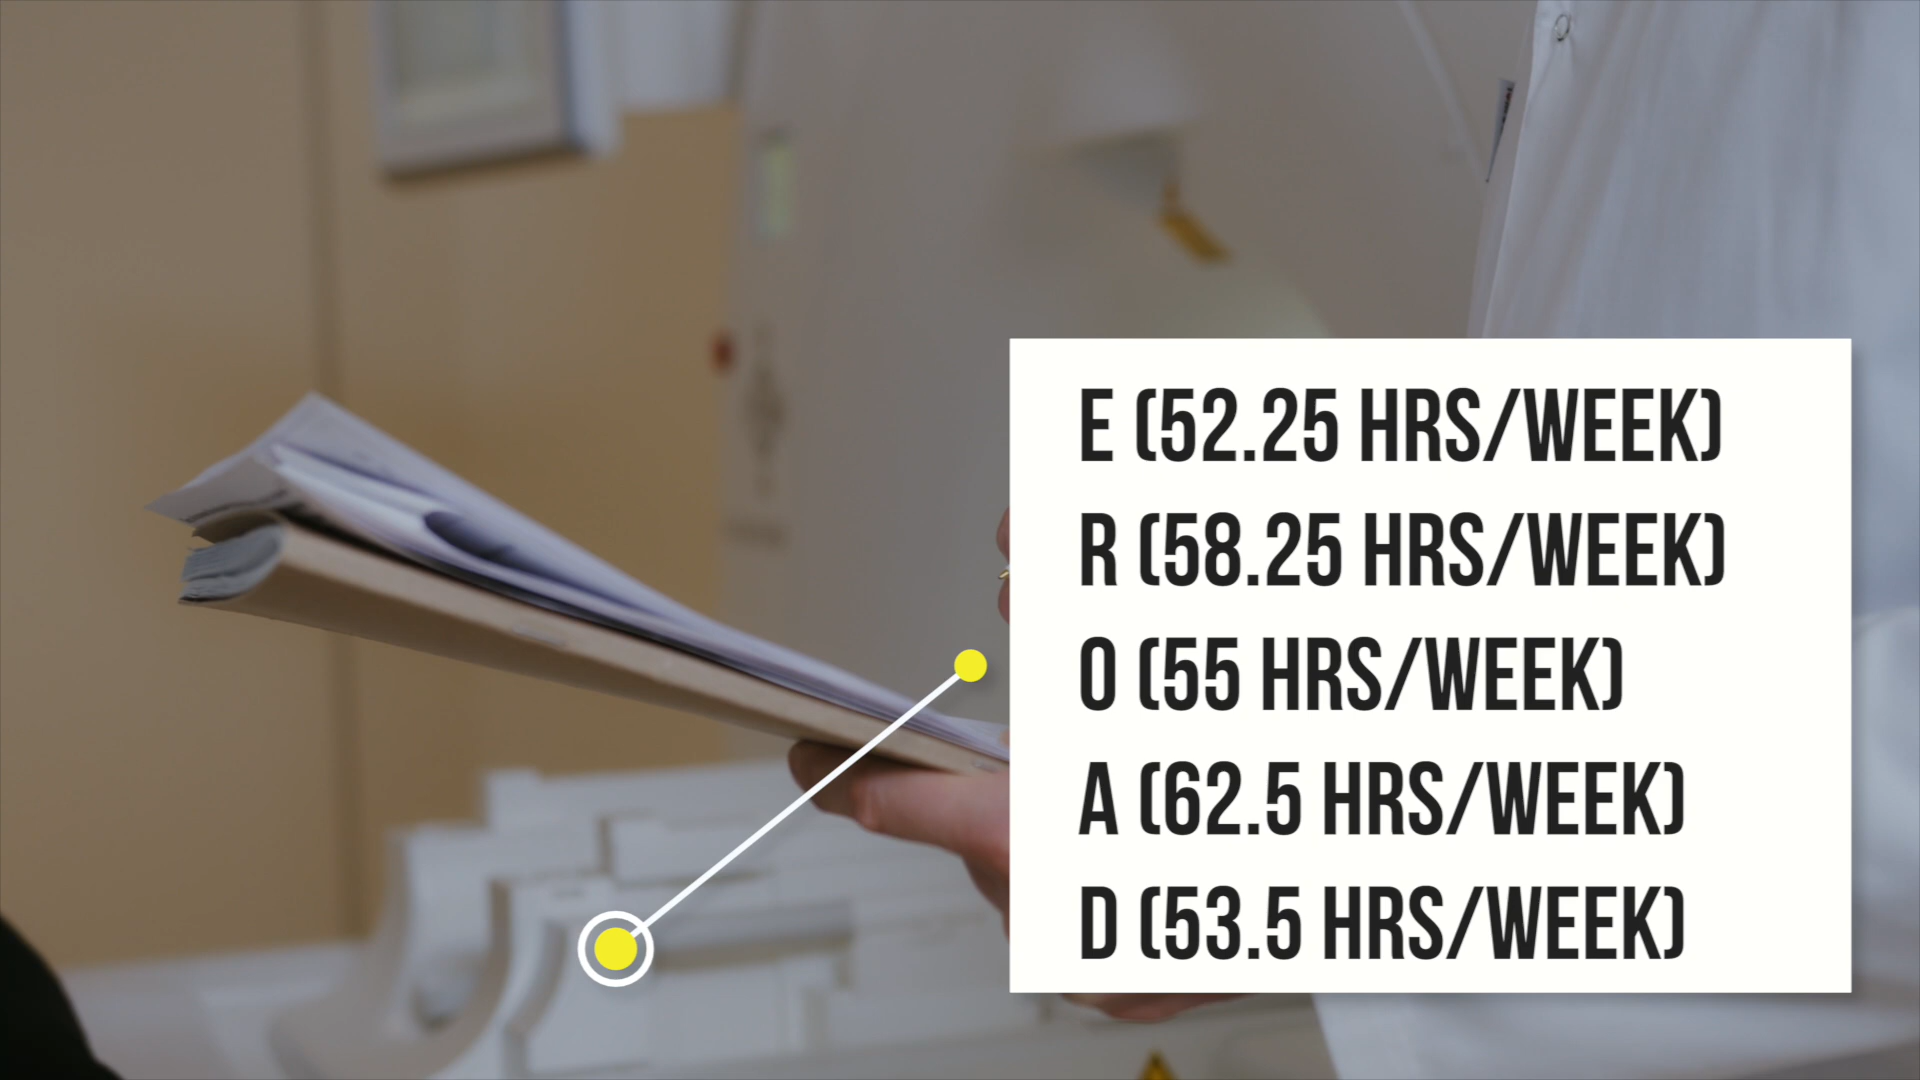 E (52.25 HRS/WEEK)
R (58.25 HRS/WEEK)
O (55 HRS/WEEK)
A (62.5 HRS/WEEK)
D (53.5 HRS/WEEK)